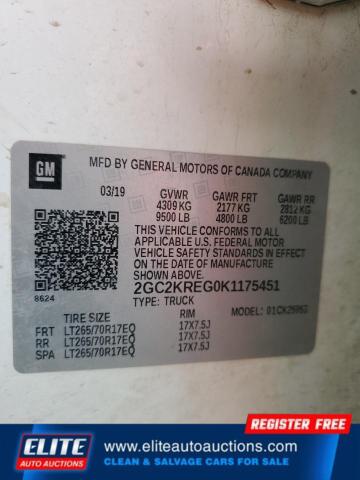 GM
MFD BY GENERAL MOTORS OF CANADA COMPANY
03/19 GVWR GAWR FRT GAWR RR
4309 KG 2177 KG 2812 KG
9500 LB 4800 LB 6200 LB
THIS VEHICLE CONFORMS TO ALL
APPLICABLE U.S. FEDERAL MOTOR
VEHICLE SAFETY STANDARDS IN
EFFECT ON THE DATE OF
MANUFACTURE SHOWN ABOVE.
8624
2GC2KREG0K1175451
TYPE: TRUCK MODEL:
TIRE SIZE RIM
FRT LT265/70R17EQ 17X7.5J
RR LT265/70R17EQ 17X7.5J
SPA LT265/70R17EQ 17X7.5J
REGISTER FREE
ELITE
AUTO AUCTIONS
www.eliteautoauctions.com
CLEAN & SALVAGE CARS FOR SALE